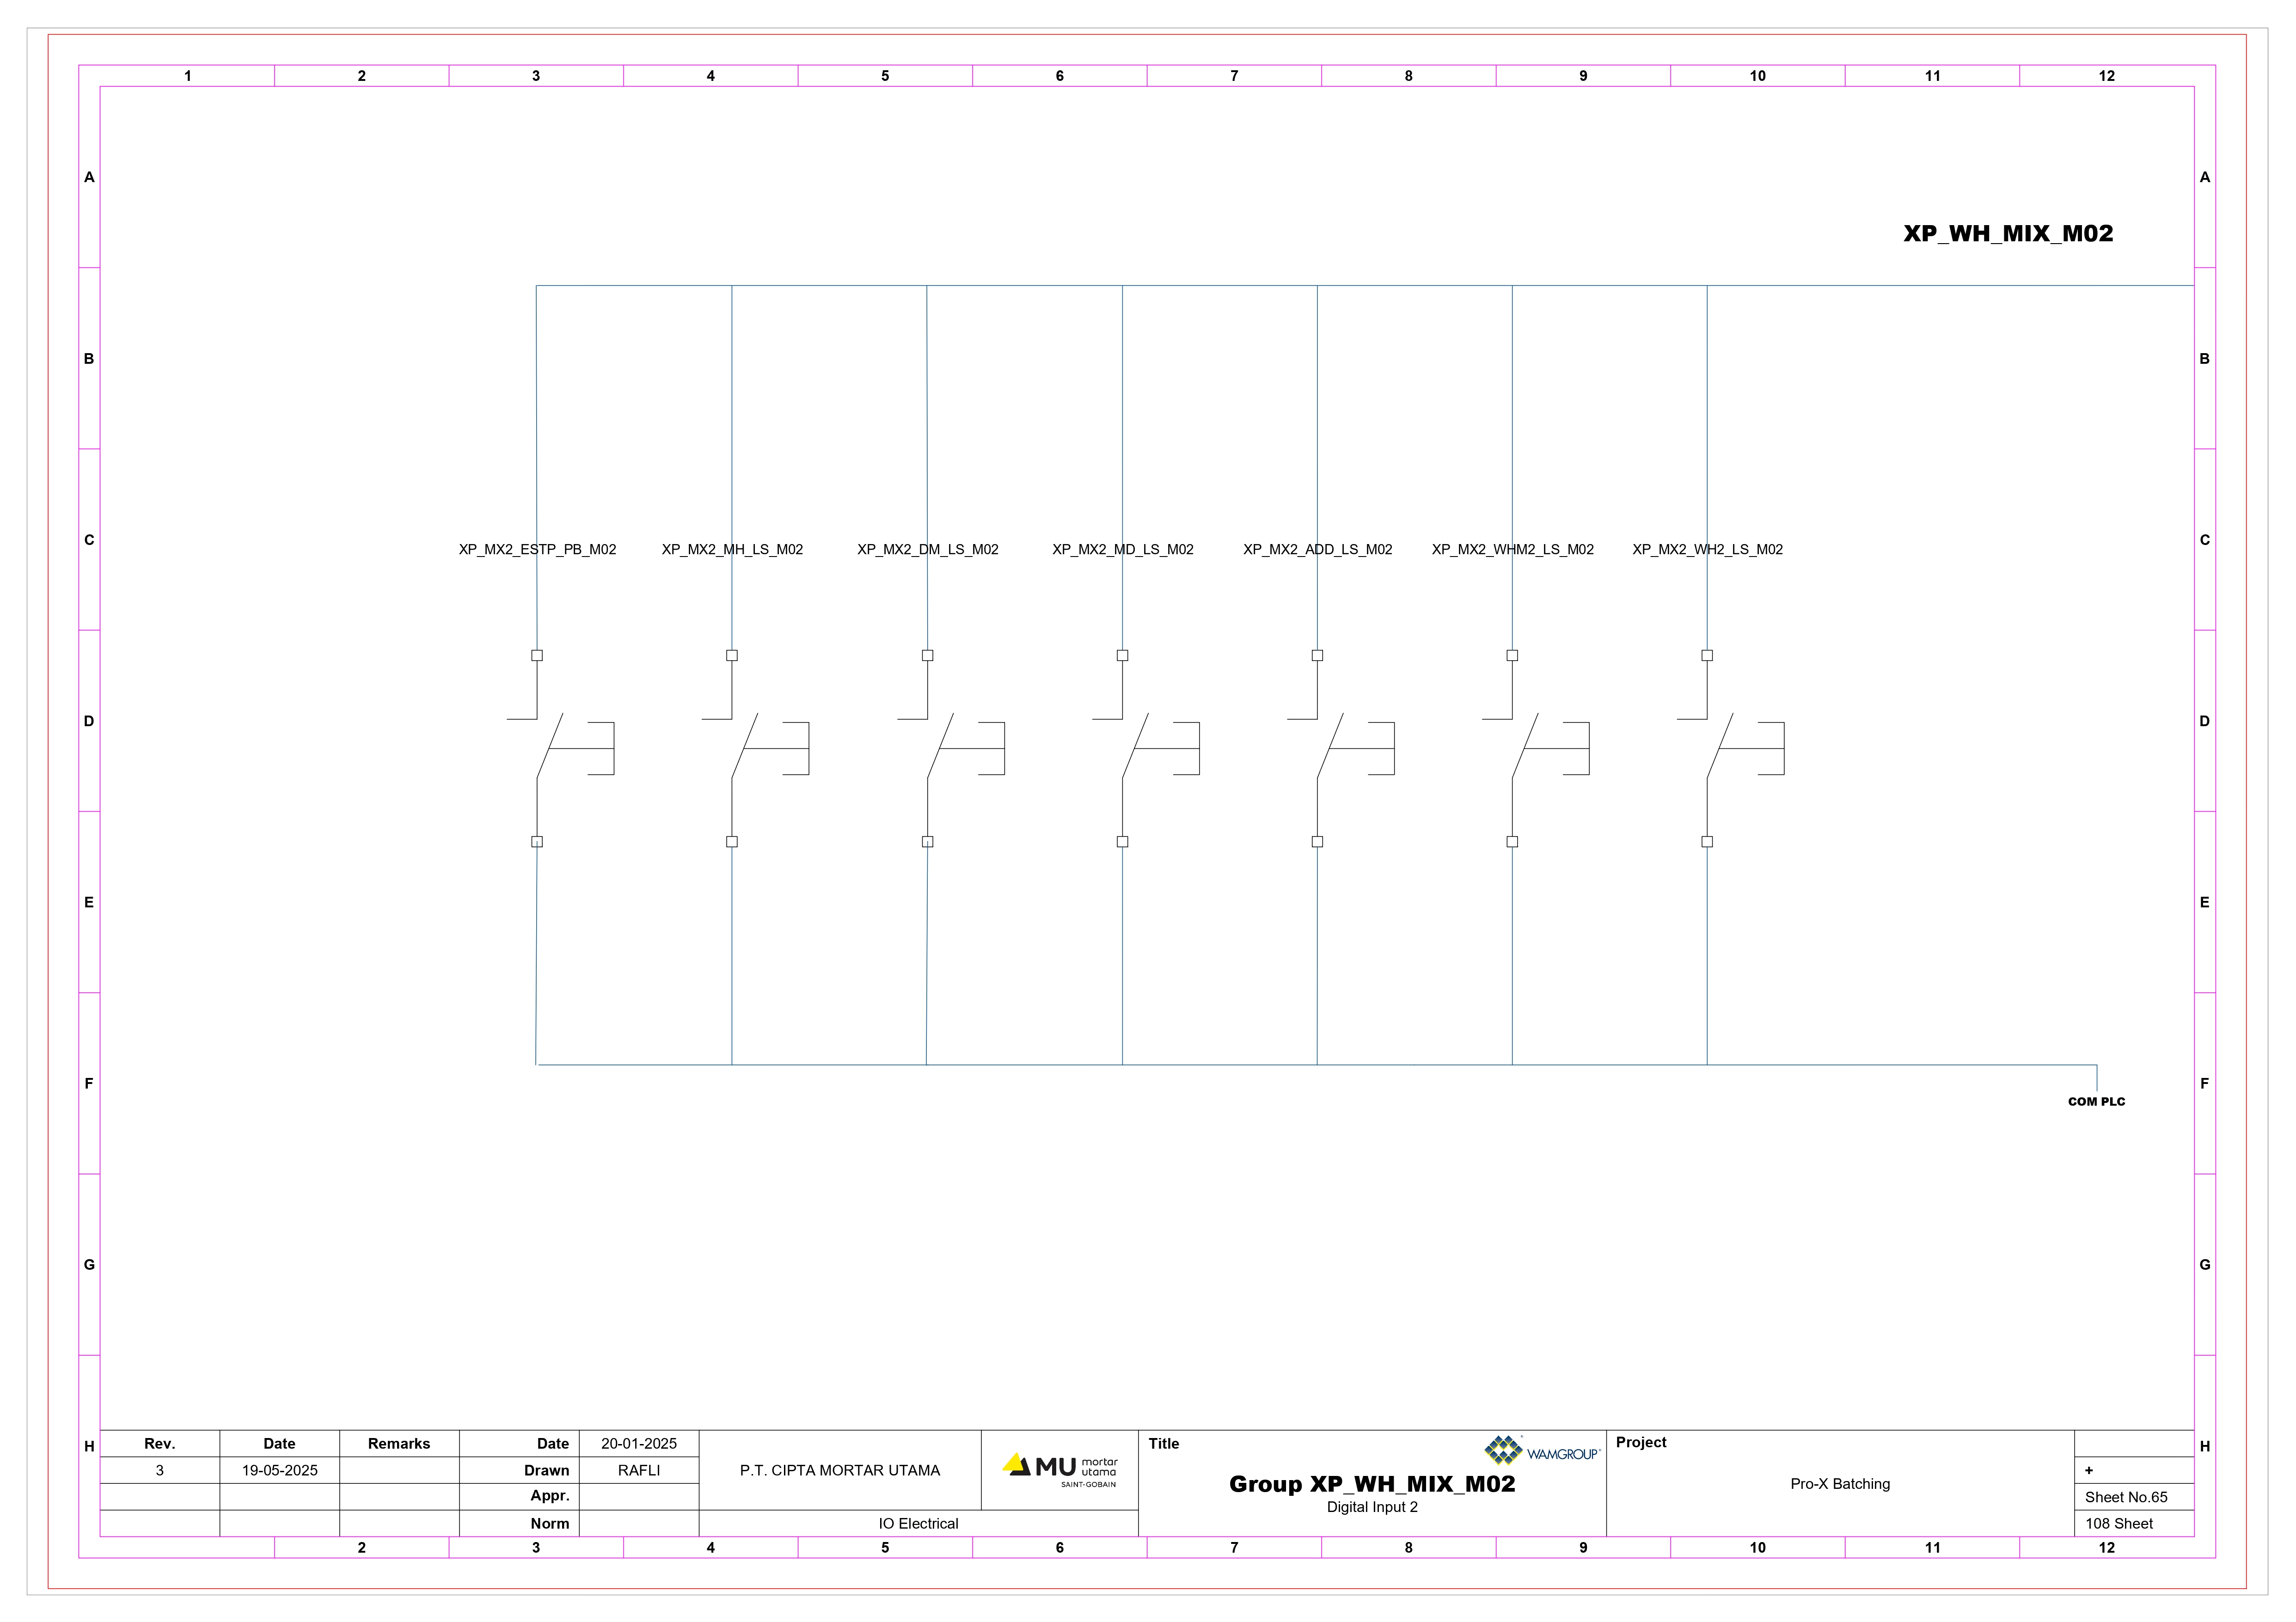 1 2 3 4 5 6 7 8 9 10 11 12
A A
XP_WH_MIX_M02
B B
C C
XP_MX2_ESTP_PB_M02 XP_MX2_MH_LS_M02 XP_MX2_DM_LS_M02 XP_MX2_MD_LS_M02 XP_MX2_ADD_LS_M02 XP_MX2_WHM2_LS_M02 XP_MX2_WH2_LS_M02
D D
E E
F F
COM PLC
G G
H H
Rev. Date Remarks Date 20-01-2025
3 19-05-2025 Drawn RAFLI
Appr.
Norm
P.T. CIPTA MORTAR UTAMA
MU mortar
utama
SAINT-GOBAIN
IO Electrical
Title
WAMGROUP®
Group XP_WH_MIX_M02
Digital Input 2
Project
Pro-X Batching
+
Sheet No.65
108 Sheet
2 3 4 5 6 7 8 9 10 11 12